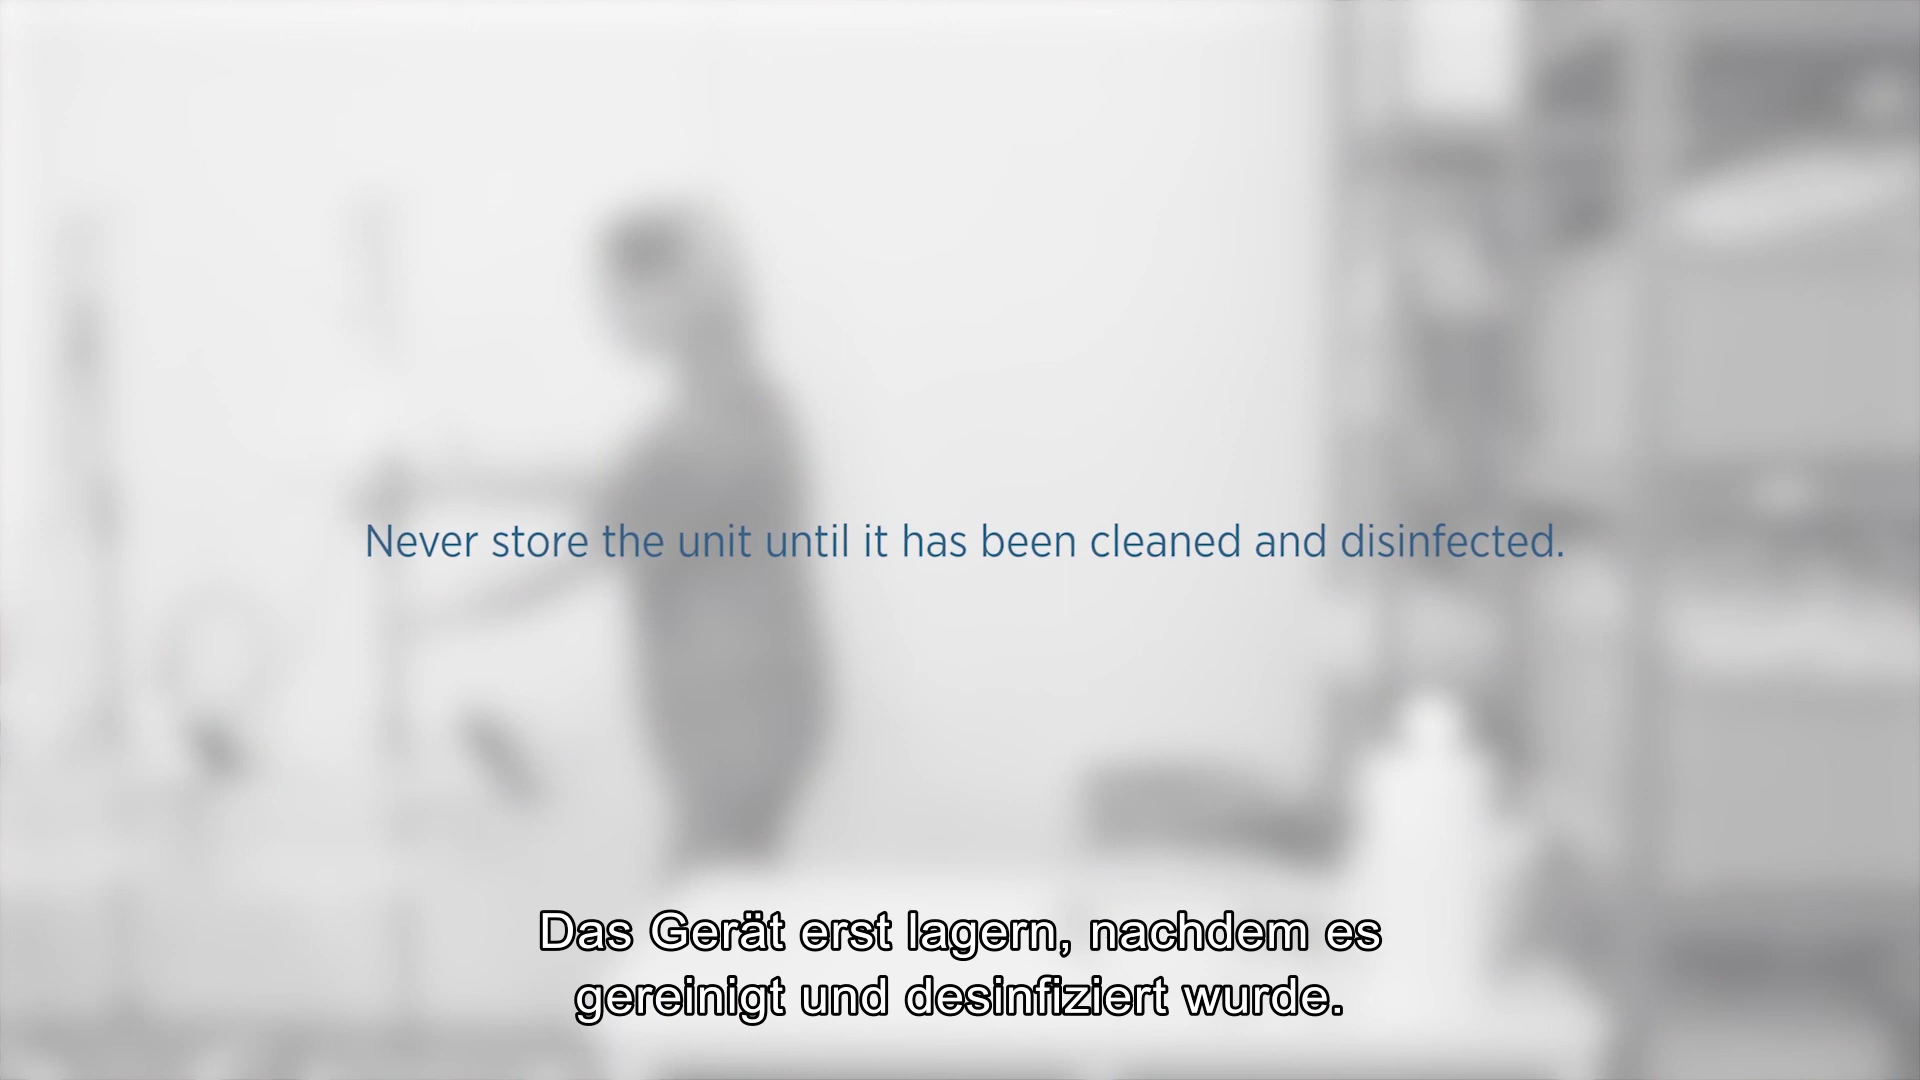 Never store the unit until it has been cleaned and disinfected.
Das Gerät erst lagern, nachdem es
gereinigt und desinfiziert wurde.